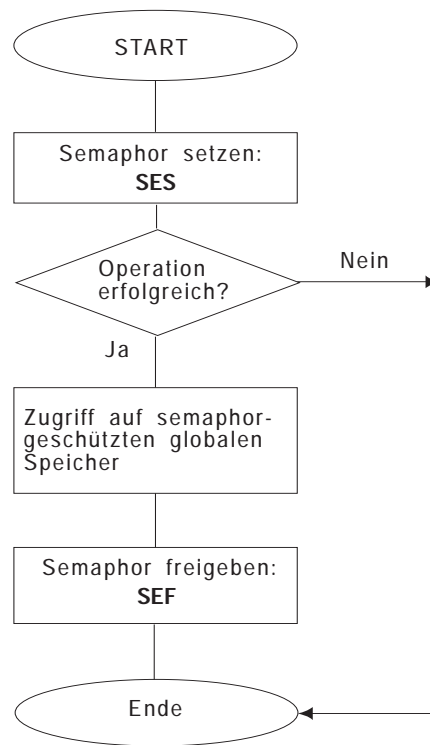 START
Semaphor setzen:
SES
Operation
erfolgreich?
Nein
Ja
Zugriff auf semaphor-
geschützten globalen
Speicher
Semaphor freigeben:
SEF
Ende